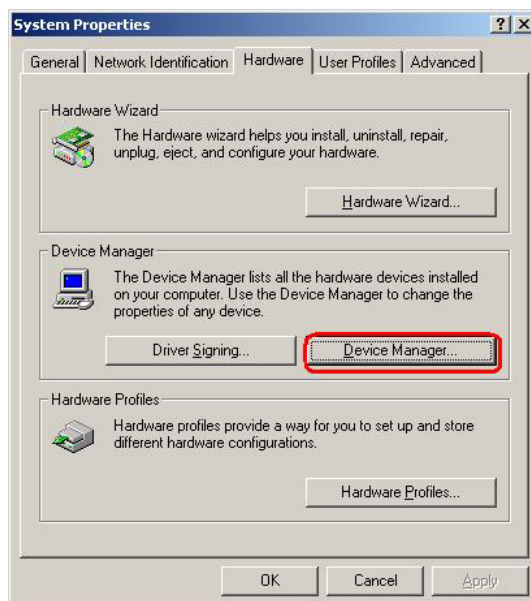 System Properties
General Network Identification Hardware User Profiles Advanced
Hardware Wizard
The Hardware wizard helps you install, uninstall, repair,
unplug, eject, and configure your hardware.
Hardware Wizard...
Device Manager
The Device Manager lists all the hardware devices installed
on your computer. Use the Device Manager to change the
properties of any device.
Driver Signing... Device Manager...
Hardware Profiles
Hardware profiles provide a way for you to set up and store
different hardware configurations.
Hardware Profiles...
OK Cancel Apply